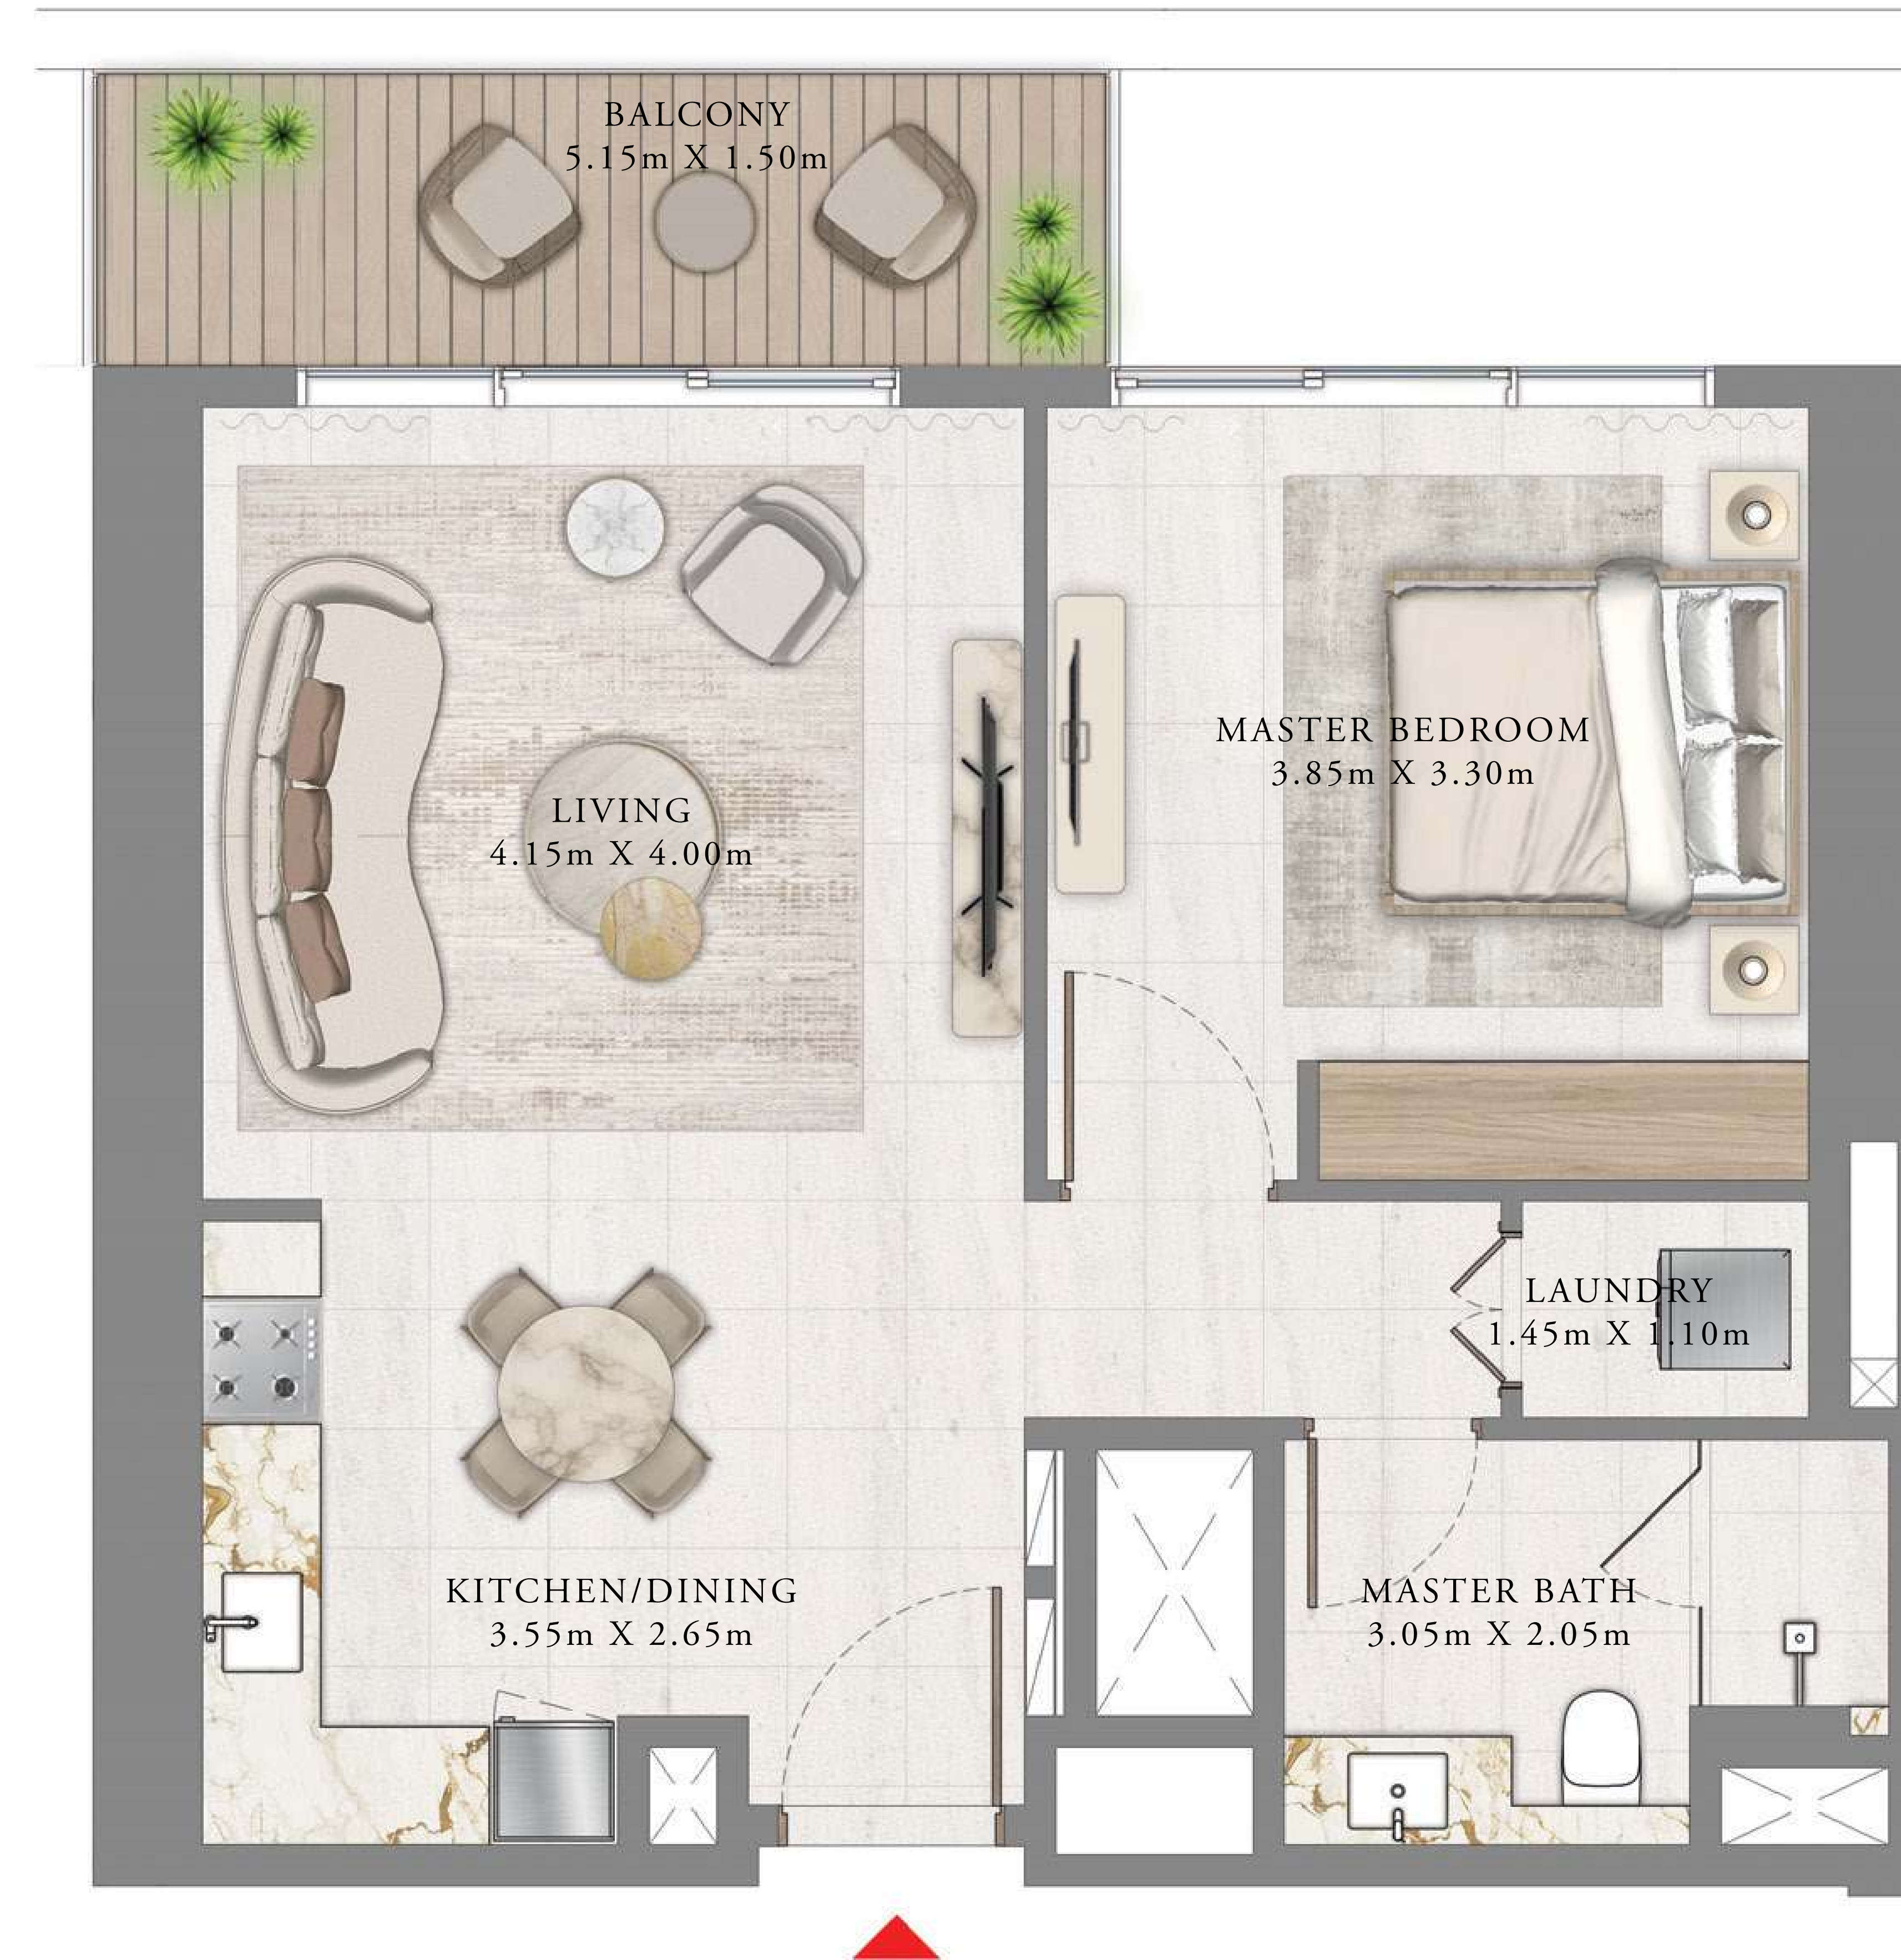 BALCONY
5.15m X 1.50m
MASTER BEDROOM
3.85m X 3.30m
LIVING
4.15m X 4.00m
LAUNDRY
1.45m X 1.10m
KITCHEN/DINING
3.55m X 2.65m
MASTER BATH
3.05m X 2.05m